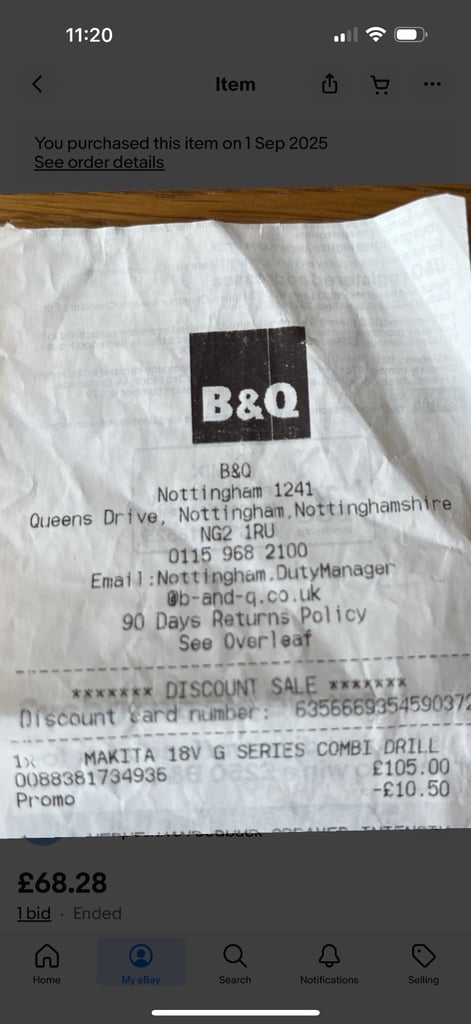 11:20
Item
You purchased this item on 1 Sep 2025
See order details
B&Q
B&Q
Nottingham 1241
Queens Drive, Nottingham,Nottinghamshire
NG2 1RU
0115 968 2100
Email:Nottingham.DutyManager
@b-and-q.co.uk
90 Days Returns Policy
See Overleaf
******* DISCOUNT SALE *******
Discount card number: 6356669354590372
1x MAKITA 18V G SERIES COMBI DRILL
0088381734936 £105.00
Promo -£10.50
£68.28
1 bid · Ended
Home
My eBay
Search
Notifications
Selling